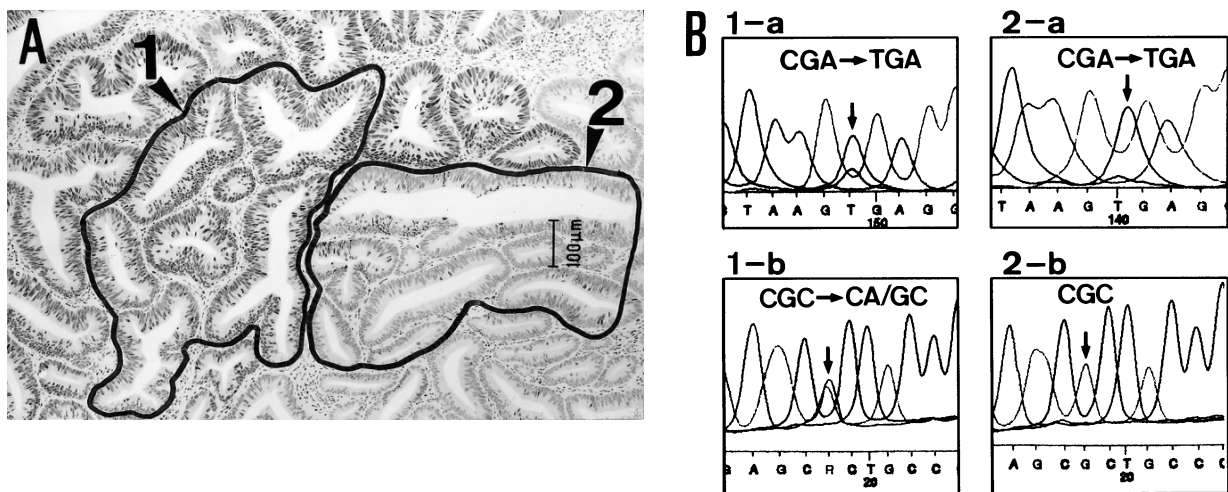 A
1
2
100μm
B
1-a
CGA→TGA
T A A G T G A G G
150
2-a
CGA→TGA
T A A G T G A G
140
1-b
CGC→CA/GC
G A G C R C T G C C
20
2-b
CGC
A G C G C T G C C
20